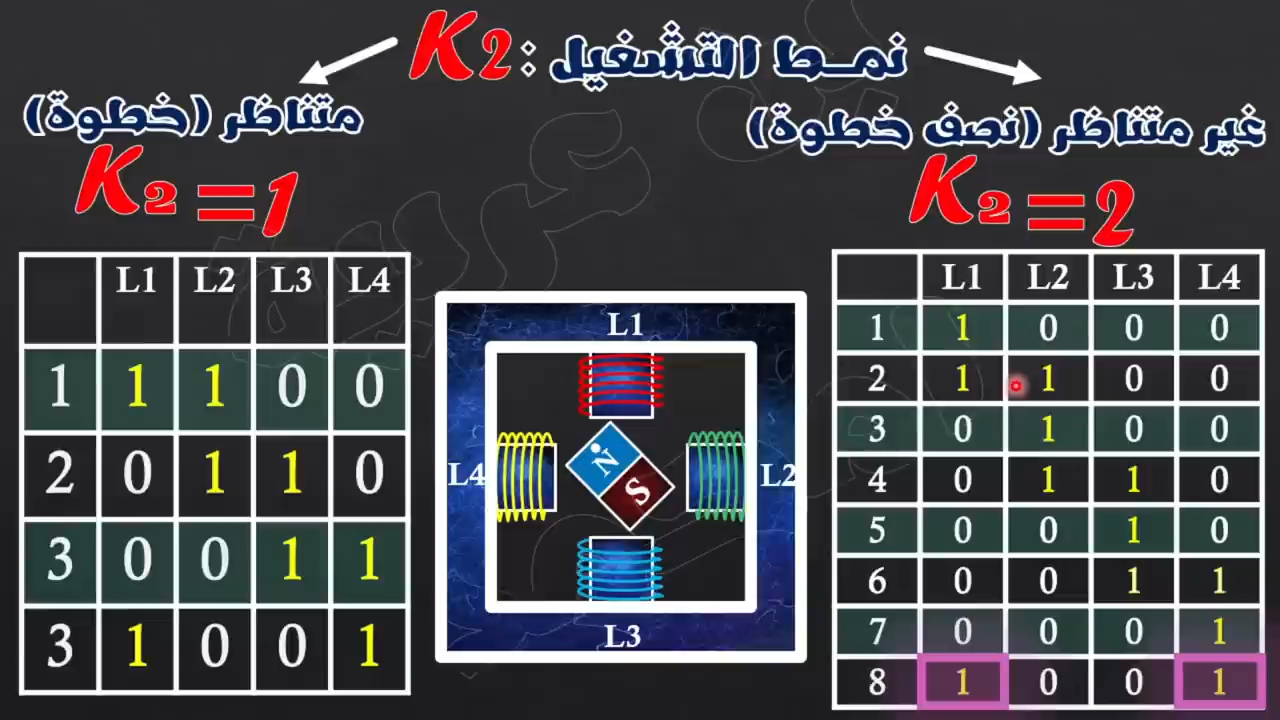 نمط التشغيل : K2
متناظر (خطوة)
K2 = 1
غير متناظر (نصف خطوة)
K2 = 2
L1 L2 L3 L4
1 1 1 0 0
2 0 1 1 0
3 0 0 1 1
3 1 0 0 1
L1
L4 N S L2
L3
L1 L2 L3 L4
1 1 0 0 0
2 1 1 0 0
3 0 1 0 0
4 0 1 1 0
5 0 0 1 0
6 0 0 1 1
7 0 0 0 1
8 1 0 0 1